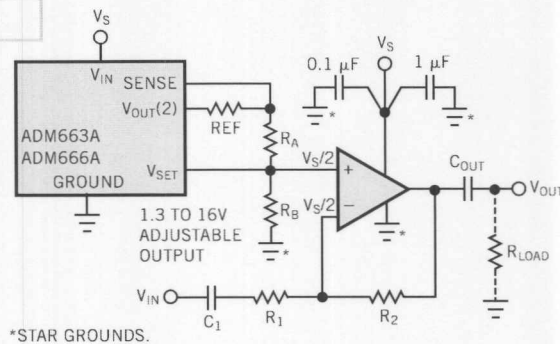 V_S
V_IN
SENSE
V_OUT(2)
REF
ADM663A
ADM666A
V_SET
GROUND
R_A
R_B
*
1.3 TO 16V
ADJUSTABLE
OUTPUT
V_S
0.1 µF
1 µF
*
*
V_S/2
+
V_S/2
−
*
C_OUT
V_OUT
R_LOAD
V_IN
C_1
R_1
R_2
*STAR GROUNDS.